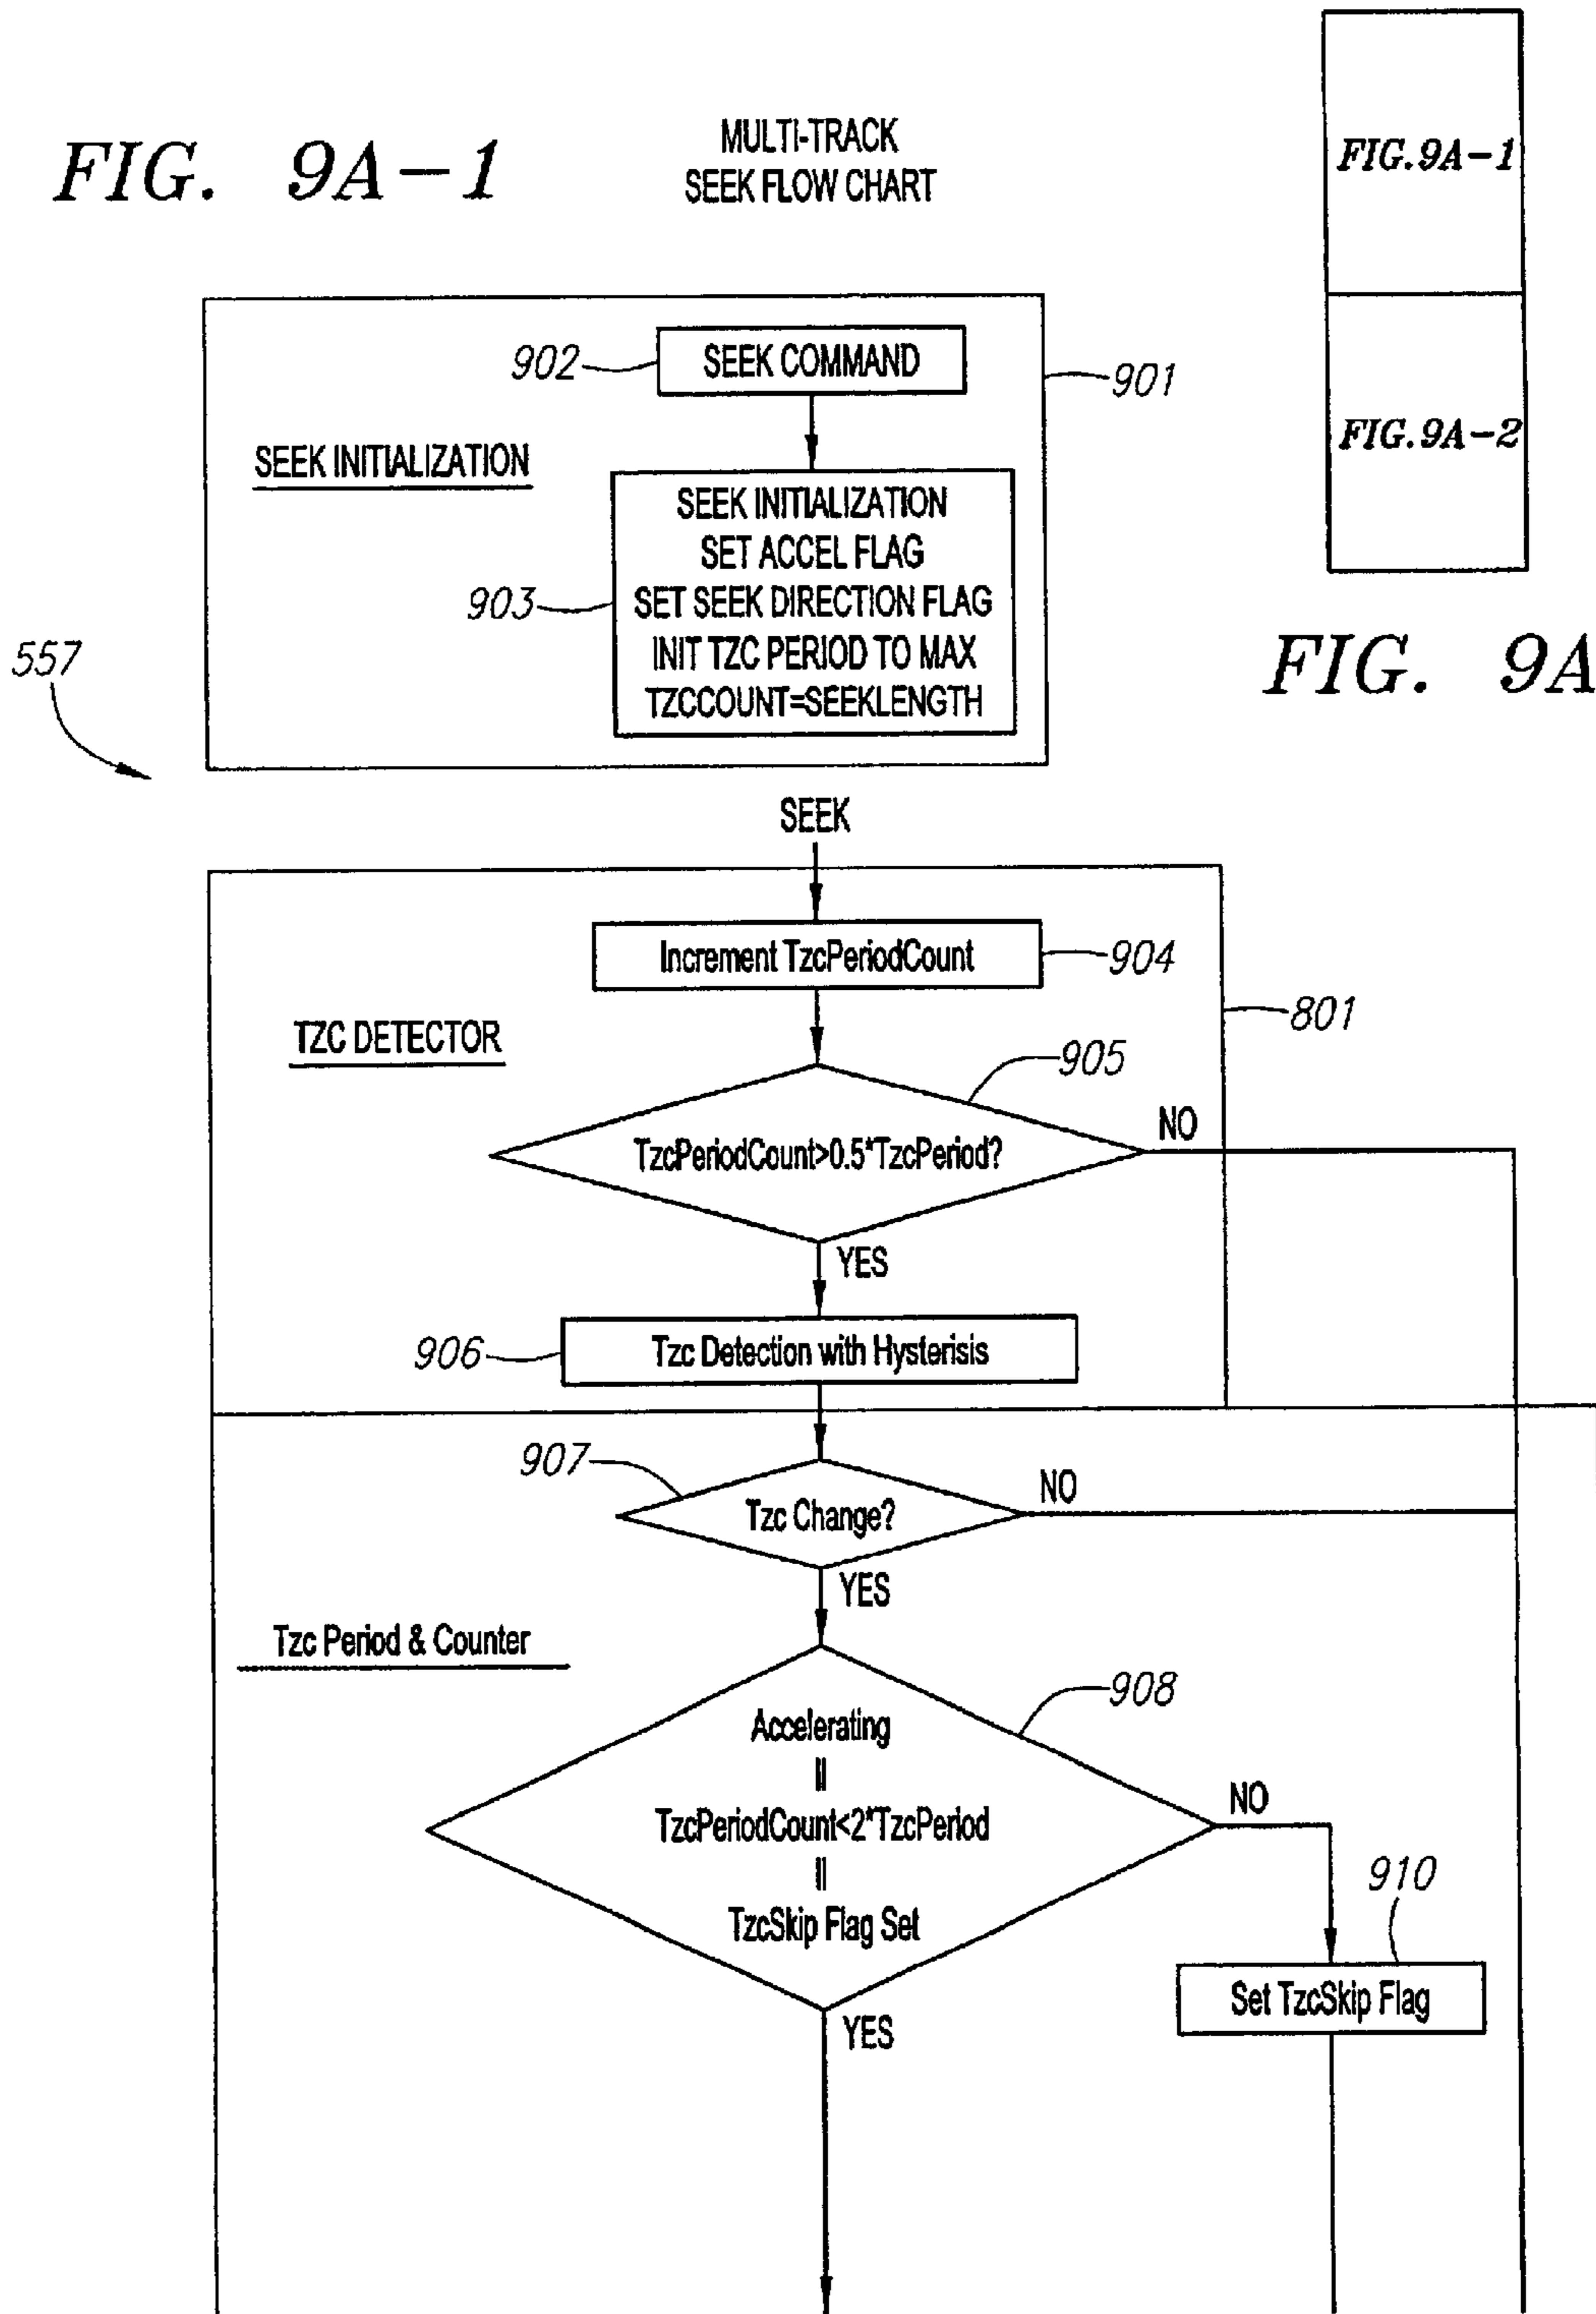 FIG. 9A-1
MULTI-TRACK
SEEK FLOW CHART
FIG.9A-1
FIG.9A-2
FIG. 9A
902
SEEK COMMAND
901
SEEK INITIALIZATION
903
SEEK INITIALIZATION
SET ACCEL FLAG
SET SEEK DIRECTION FLAG
INIT TZC PERIOD TO MAX
TZCCOUNT=SEEKLENGTH
557
SEEK
Increment TzcPeriodCount
904
801
TZC DETECTOR
905
TzcPeriodCount>0.5*TzcPeriod?
NO
YES
906
Tzc Detection with Hysterisis
907
Tzc Change?
NO
YES
Tzc Period & Counter
908
Accelerating
||
TzcPeriodCount<2*TzcPeriod
||
TzcSkip Flag Set
NO
910
Set TzcSkip Flag
YES